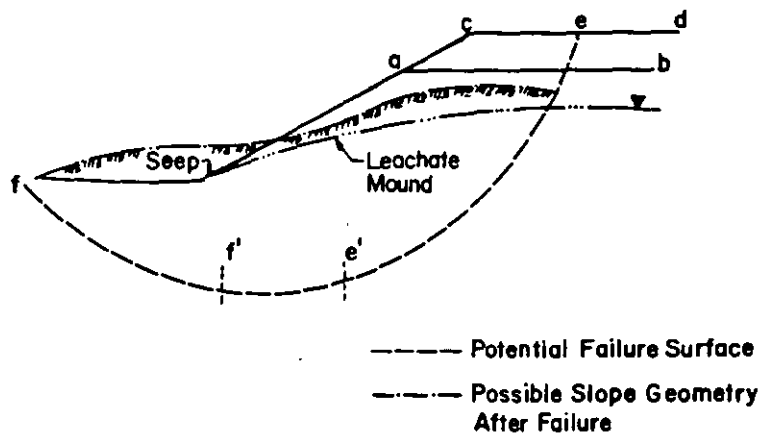 c
e
d
a
b
Seep
Leachate
Mound
f
f'
e'
Potential Failure Surface
Possible Slope Geometry
After Failure